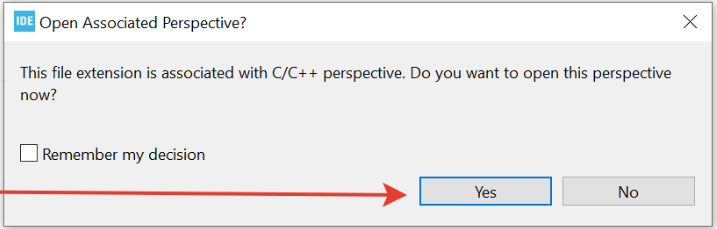 IDE Open Associated Perspective?
This file extension is associated with C/C++ perspective. Do you want to open this perspective
now?
Remember my decision
Yes No